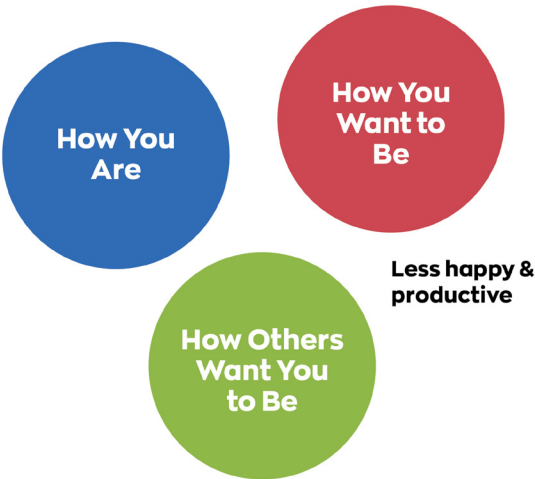 How You
Are
How You
Want to
Be
Less happy &
productive
How Others
Want You
to Be